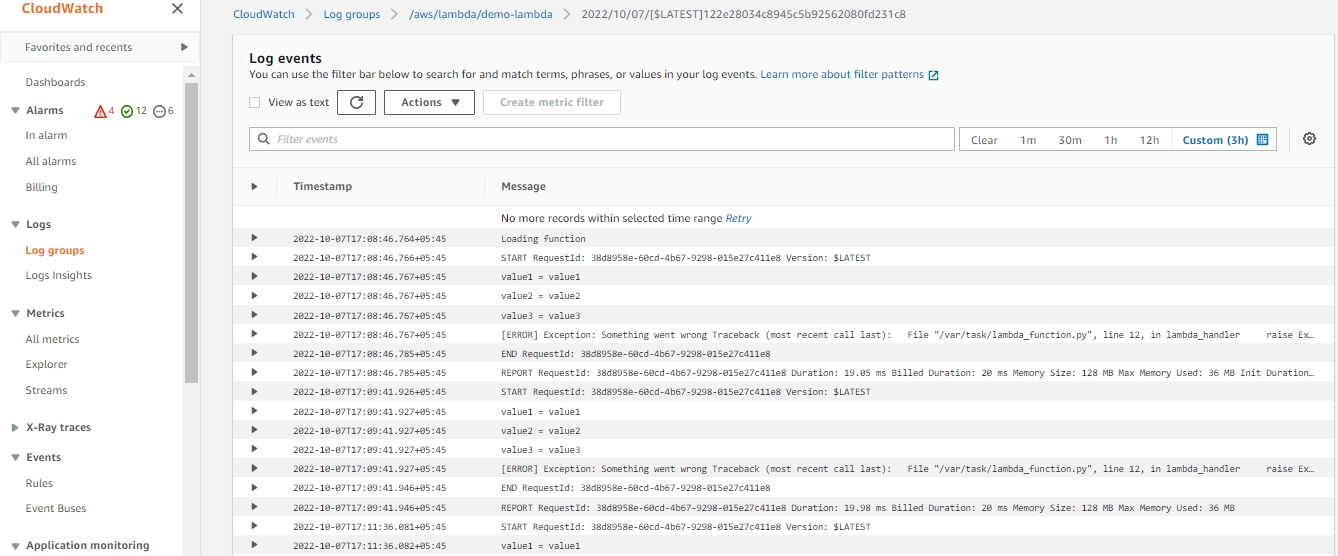 CloudWatch
Favorites and recents
Dashboards
Alarms 4 12 6
In alarm
All alarms
Billing
Logs
Log groups
Logs Insights
Metrics
All metrics
Explorer
Streams
X-Ray traces
Events
Rules
Event Buses
Application monitoring
CloudWatch Log groups /aws/lambda/demo-lambda 2022/10/07/[$LATEST]122e28034c8945c5b92562080fd231c8
Log events
You can use the filter bar below to search for and match terms, phrases, or values in your log events. Learn more about filter patterns
View as text Actions Create metric filter
Filter events Clear 1m 30m 1h 12h Custom (3h)
Timestamp Message
No more records within selected time range Retry
2022-10-07T17:08:46.764+05:45 Loading function
2022-10-07T17:08:46.766+05:45 START RequestId: 38d8958e-60cd-4b67-9298-015e27c411e8 Version: $LATEST
2022-10-07T17:08:46.767+05:45 value1 = value1
2022-10-07T17:08:46.767+05:45 value2 = value2
2022-10-07T17:08:46.767+05:45 value3 = value3
2022-10-07T17:08:46.767+05:45 [ERROR] Exception: Something went wrong Traceback (most recent call last): File "/var/task/lambda_function.py", line 12, in lambda_handler raise Ex…
2022-10-07T17:08:46.785+05:45 END RequestId: 38d8958e-60cd-4b67-9298-015e27c411e8
2022-10-07T17:08:46.785+05:45 REPORT RequestId: 38d8958e-60cd-4b67-9298-015e27c411e8 Duration: 19.05 ms Billed Duration: 20 ms Memory Size: 128 MB Max Memory Used: 36 MB Init Duration…
2022-10-07T17:09:41.926+05:45 START RequestId: 38d8958e-60cd-4b67-9298-015e27c411e8 Version: $LATEST
2022-10-07T17:09:41.927+05:45 value1 = value1
2022-10-07T17:09:41.927+05:45 value2 = value2
2022-10-07T17:09:41.927+05:45 value3 = value3
2022-10-07T17:09:41.927+05:45 [ERROR] Exception: Something went wrong Traceback (most recent call last): File "/var/task/lambda_function.py", line 12, in lambda_handler raise Ex…
2022-10-07T17:09:41.946+05:45 END RequestId: 38d8958e-60cd-4b67-9298-015e27c411e8
2022-10-07T17:09:41.946+05:45 REPORT RequestId: 38d8958e-60cd-4b67-9298-015e27c411e8 Duration: 19.98 ms Billed Duration: 20 ms Memory Size: 128 MB Max Memory Used: 36 MB
2022-10-07T17:11:36.081+05:45 START RequestId: 38d8958e-60cd-4b67-9298-015e27c411e8 Version: $LATEST
2022-10-07T17:11:36.082+05:45 value1 = value1